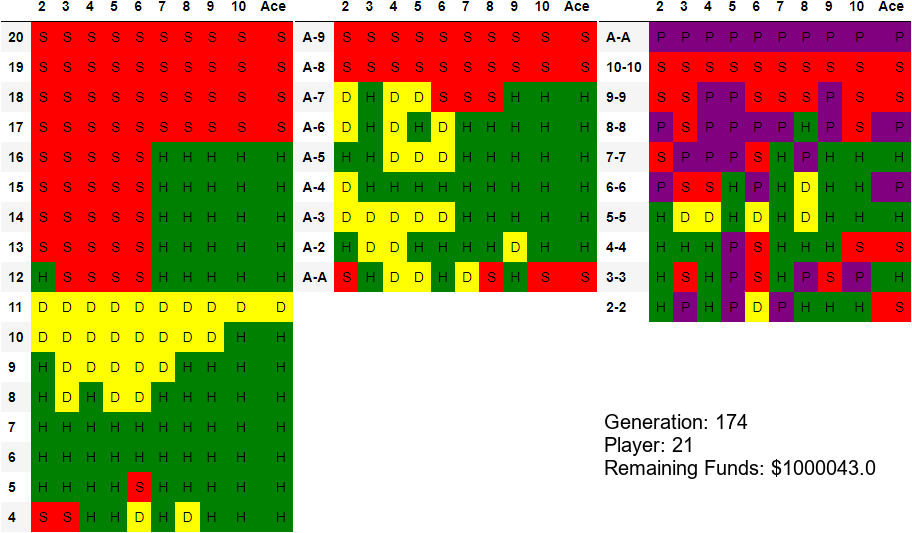 2 3 4 5 6 7 8 9 10 Ace
20 S S S S S S S S S S
19 S S S S S S S S S S
18 S S S S S S S S S S
17 S S S S S S S S S S
16 S S S S S H H H H H
15 S S S S S H H H H H
14 S S S S S H H H H H
13 S S S S S H H H H H
12 H S S S S H H H H H
11 D D D D D D D D D D
10 D D D D D D D D H H
9 H D D D D D H H H H
8 H D H D D H H H H H
7 H H H H H H H H H H
6 H H H H H H H H H H
5 H H H H S H H H H H
4 S S H H D H D H H H
2 3 4 5 6 7 8 9 10 Ace
A-9 S S S S S S S S S S
A-8 S S S S S S S S S S
A-7 D H D D S S S H H H
A-6 D H D H D H H H H H
A-5 H H D D D H H H H H
A-4 D H H H H H H H H H
A-3 D D D D D H H H H H
A-2 H D D H H H H D H H
A-A S H D D H D S H S S
2 3 4 5 6 7 8 9 10 Ace
A-A P P P P P P P P P P
10-10 S S S S S S S S S S
9-9 S S P P S S S P S S
8-8 P S P P P P H P S P
7-7 S P P P S H P H H H
6-6 P S S H P H D H H P
5-5 H D D H D H D H H H
4-4 H H H P S H H H S S
3-3 H S H P S H P S P H
2-2 H P H P D P H H H S
Generation: 174
Player: 21
Remaining Funds: $1000043.0